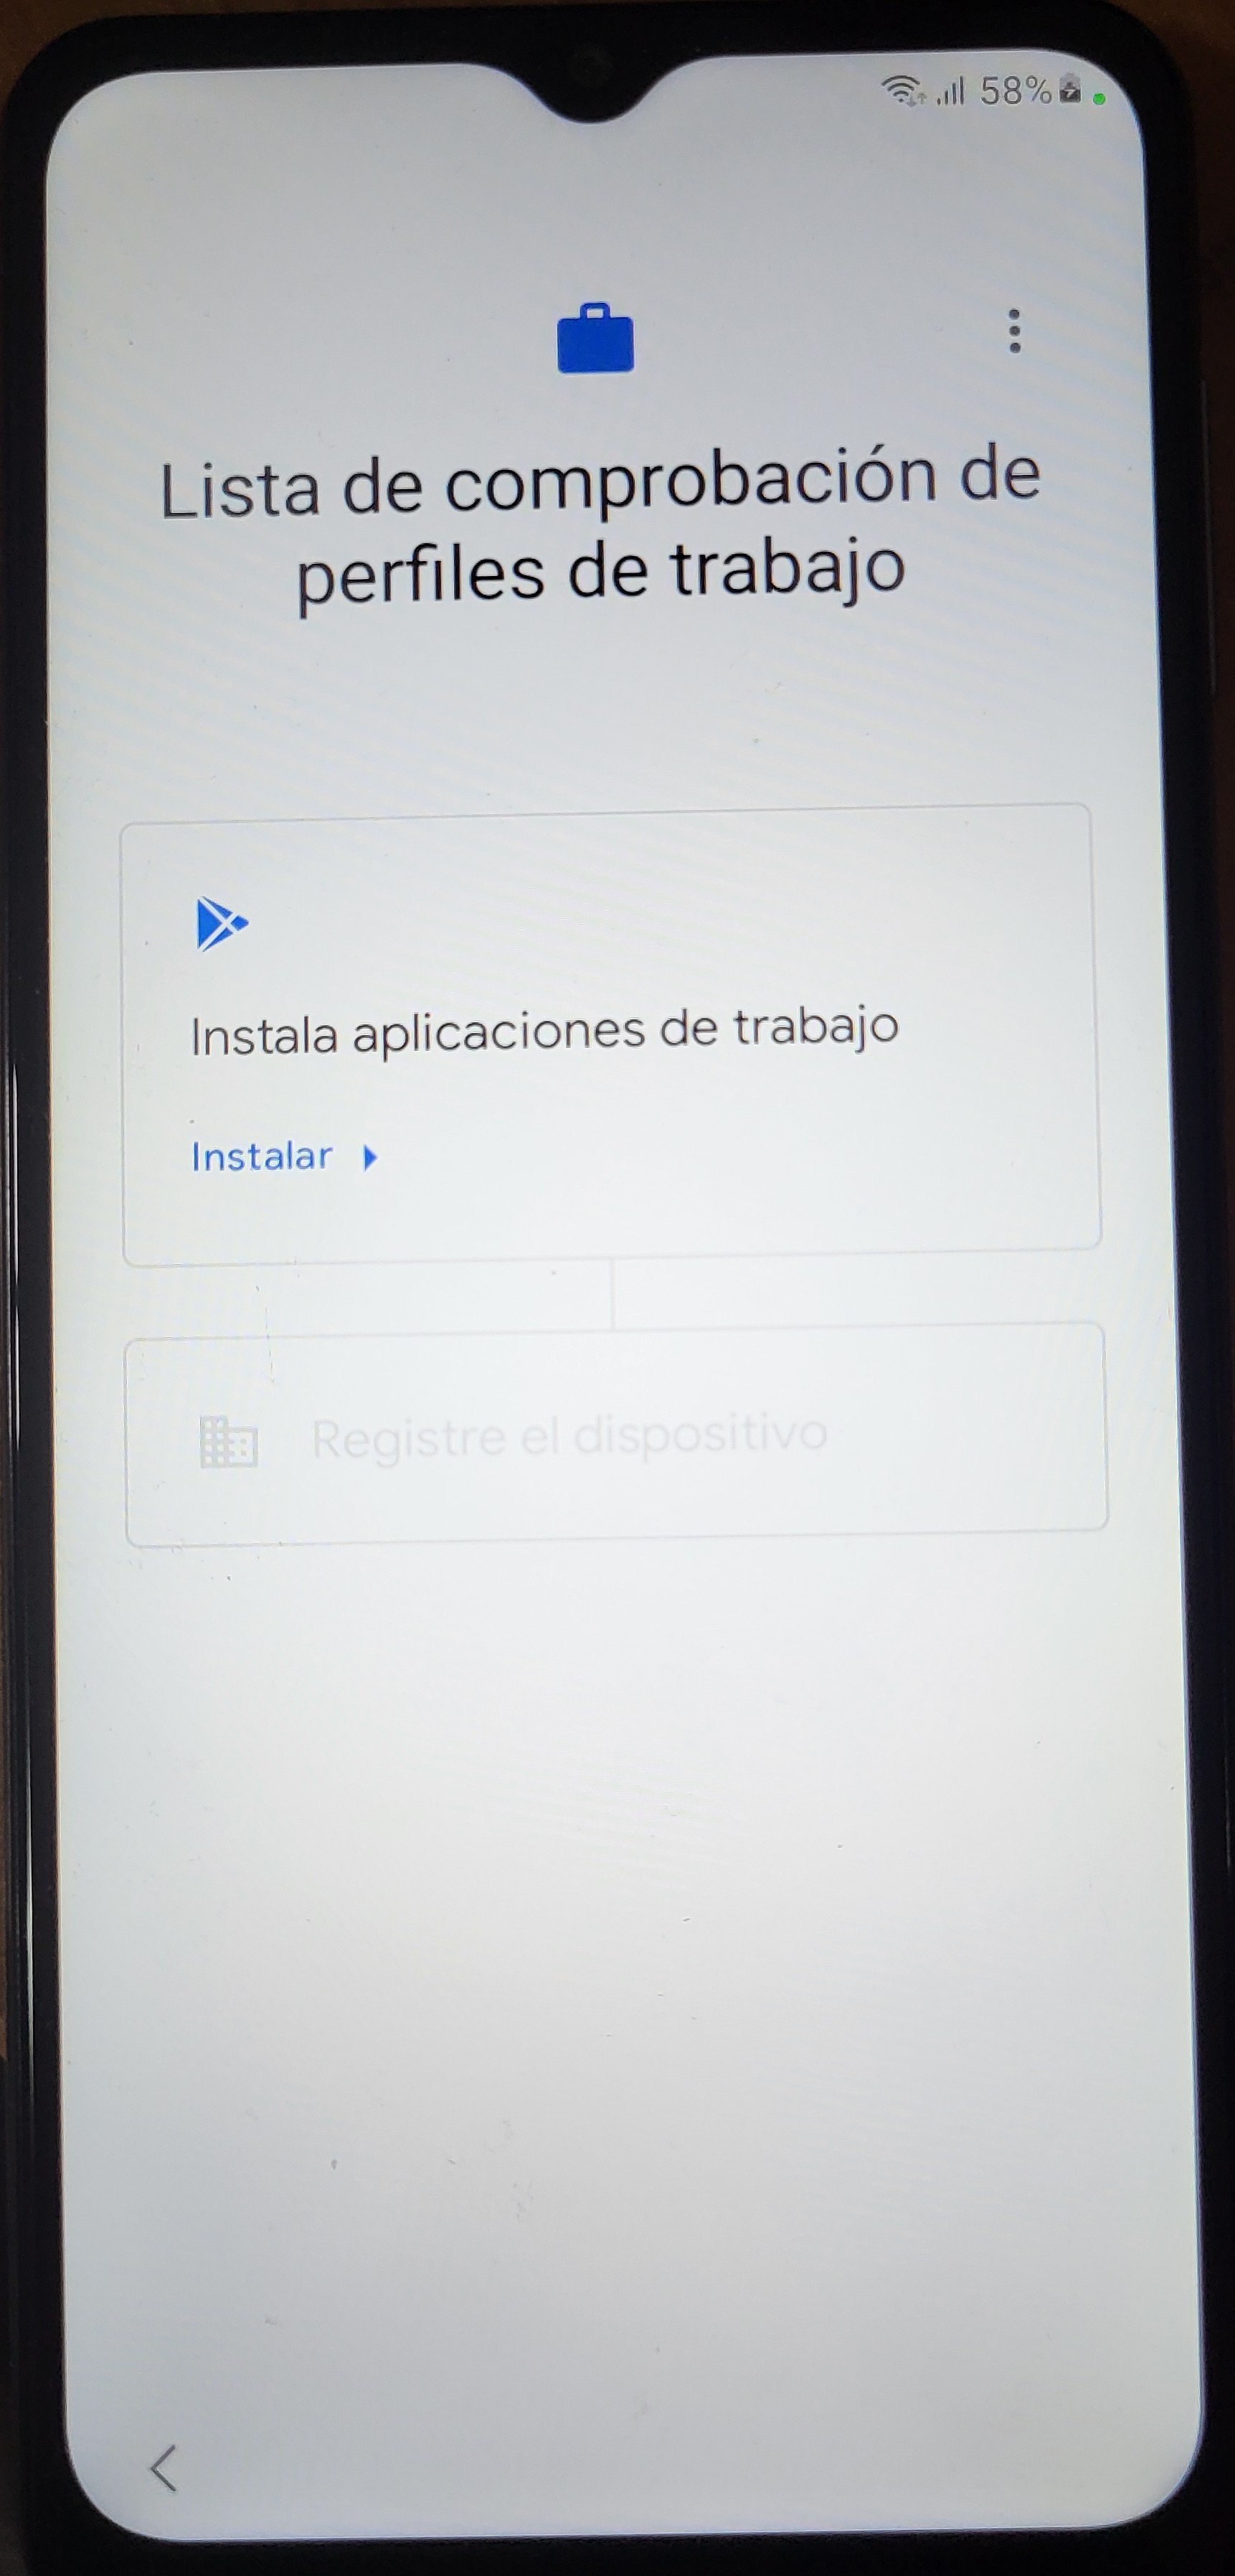 58%
Lista de comprobación de
perfiles de trabajo
Instala aplicaciones de trabajo
Instalar
Registre el dispositivo